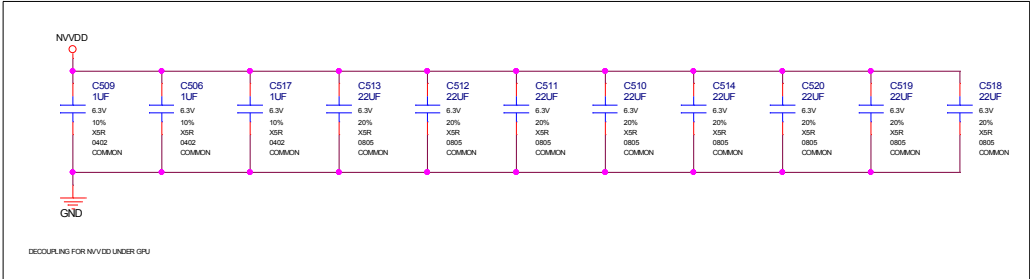 NVVDD
C509
1UF
6.3V
10%
X5R
0402
COMMON
C506
1UF
6.3V
10%
X5R
0402
COMMON
C517
1UF
6.3V
10%
X5R
0402
COMMON
C513
22UF
6.3V
20%
X5R
0805
COMMON
C512
22UF
6.3V
20%
X5R
0805
COMMON
C511
22UF
6.3V
20%
X5R
0805
COMMON
C510
22UF
6.3V
20%
X5R
0805
COMMON
C514
22UF
6.3V
20%
X5R
0805
COMMON
C520
22UF
6.3V
20%
X5R
0805
COMMON
C519
22UF
6.3V
20%
X5R
0805
COMMON
C518
22UF
6.3V
20%
X5R
0805
COMMON
GND
DECOUPLING FOR NVVDD UNDER GPU